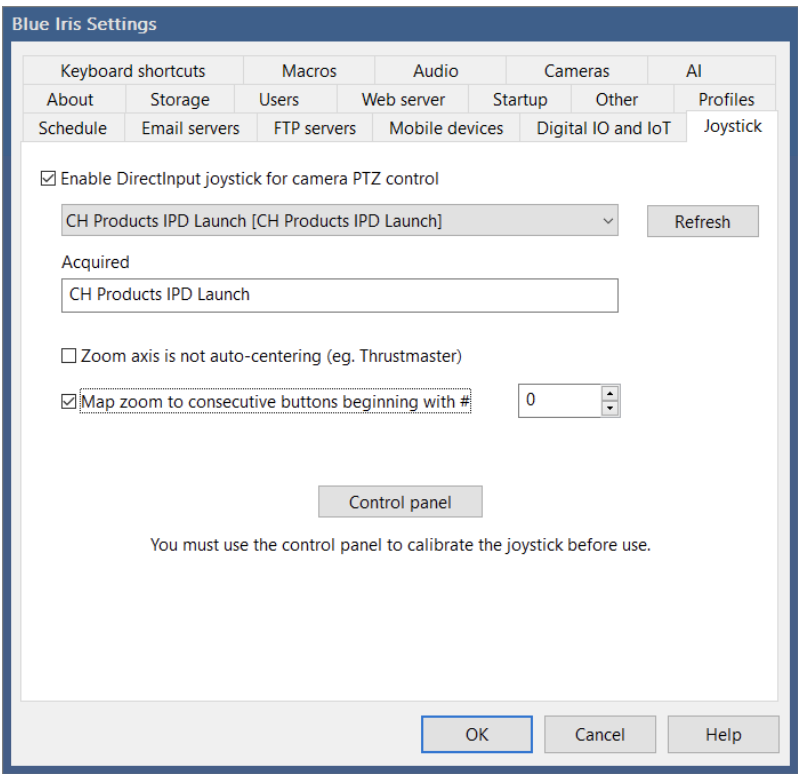 Blue Iris Settings
Keyboard shortcuts Macros Audio Cameras AI
About Storage Users Web server Startup Other Profiles
Schedule Email servers FTP servers Mobile devices Digital IO and IoT Joystick
Enable DirectInput joystick for camera PTZ control
CH Products IPD Launch [CH Products IPD Launch] Refresh
Acquired
CH Products IPD Launch
Zoom axis is not auto-centering (eg. Thrustmaster)
Map zoom to consecutive buttons beginning with # 0
Control panel
You must use the control panel to calibrate the joystick before use.
OK Cancel Help